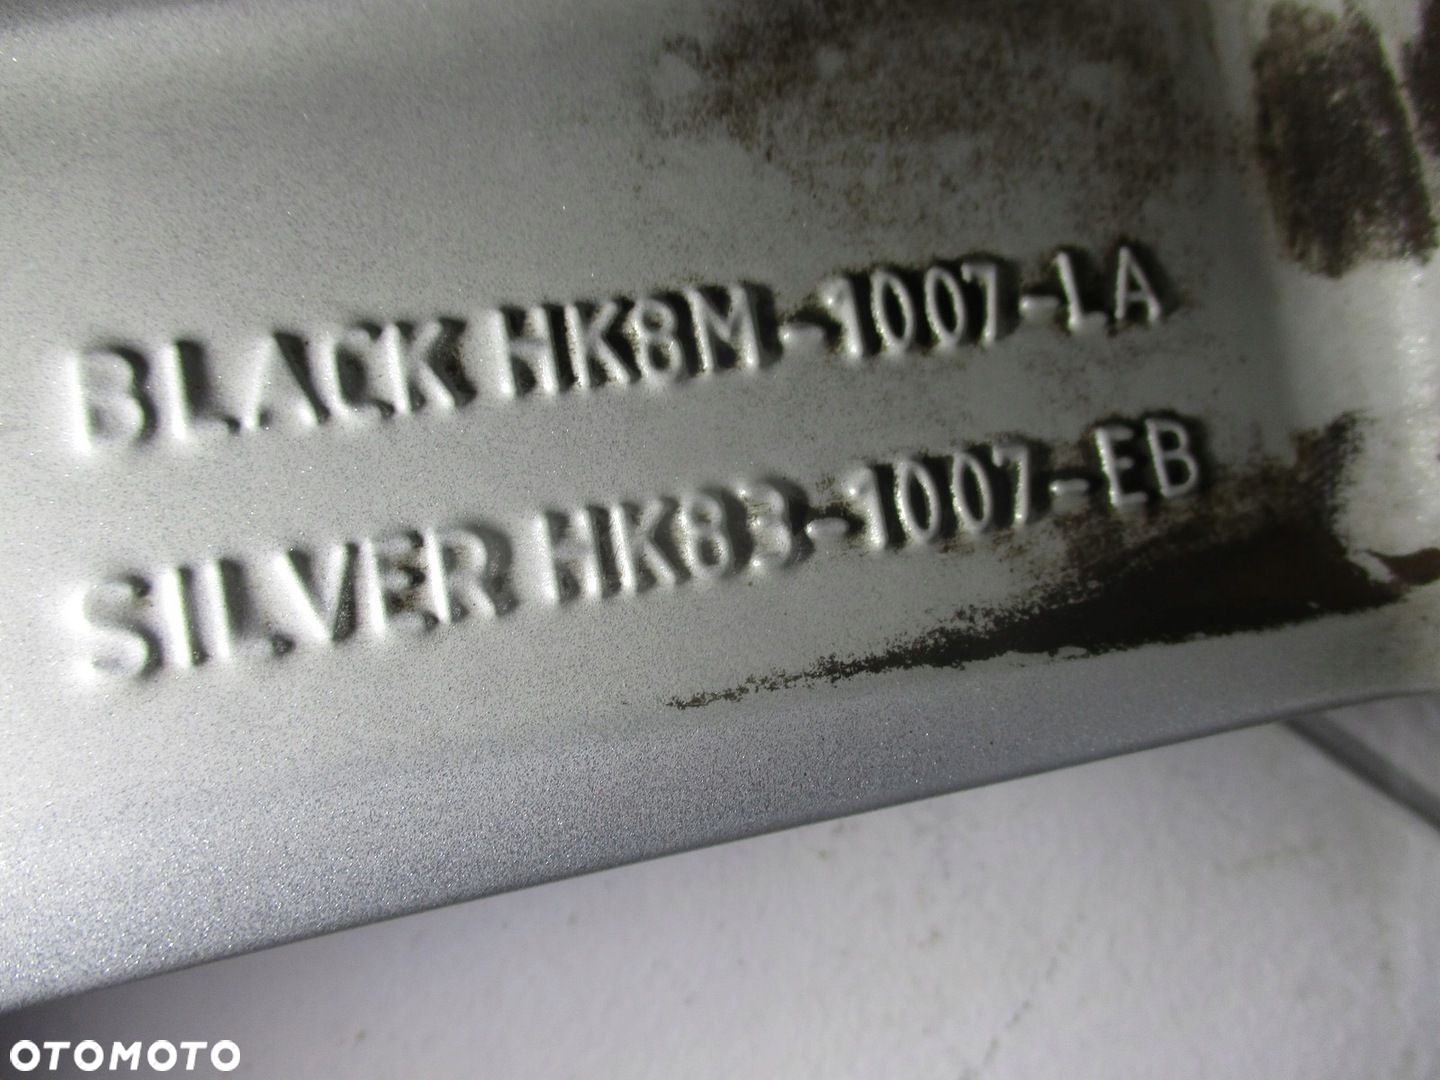 BLACK HK8M-1007-LA
SILVER HK83-1007-EB
OTOMOTO